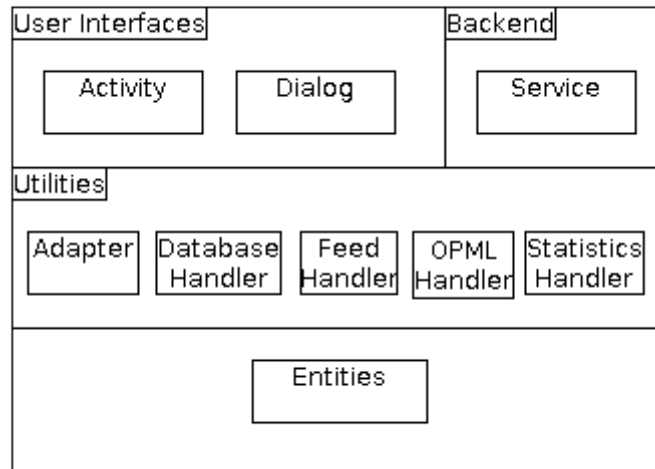 User Interfaces
Backend
Activity
Dialog
Service
Utilities
Adapter
Database
Handler
Feed
Handler
OPML
Handler
Statistics
Handler
Entities